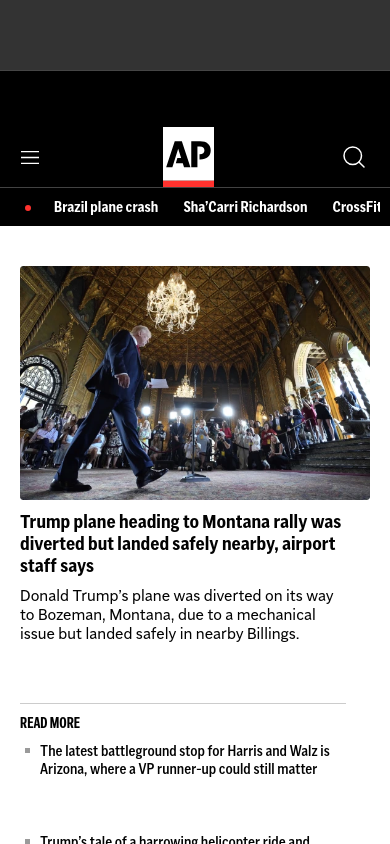 AP
Brazil plane crash Sha'Carri Richardson CrossFit
Trump plane heading to Montana rally was
diverted but landed safely nearby, airport
staff says
Donald Trump's plane was diverted on its way
to Bozeman, Montana, due to a mechanical
issue but landed safely in nearby Billings.
READ MORE
The latest battleground stop for Harris and Walz is
Arizona, where a VP runner-up could still matter
Trump's tale of a harrowing helicopter ride and